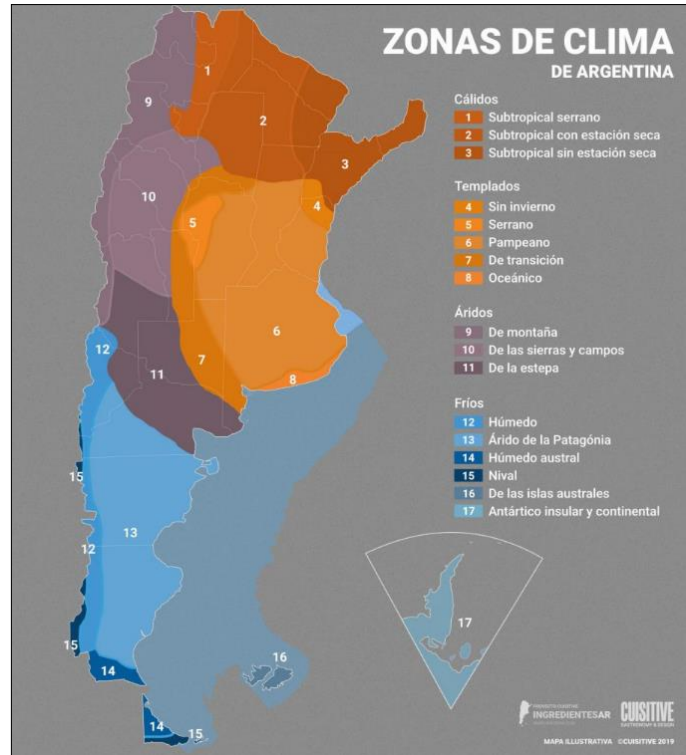 ZONAS DE CLIMA
DE ARGENTINA
Cálidos
1 Subtropical serrano
2 Subtropical con estación seca
3 Subtropical sin estación seca
Templados
4 Sin invierno
5 Serrano
6 Pampeano
7 De transición
8 Oceánico
Áridos
9 De montaña
10 De las sierras y campos
11 De la estepa
Fríos
12 Húmedo
13 Árido de la Patagónia
14 Húmedo austral
15 Nival
16 De las islas australes
17 Antártico insular y continental
1
2
9
3
10
4
5
6
12
7
8
11
15
13
12
15
14
16
14
15
17
INGREDIENTESAR
CUISITIVE
GASTRONOMY & DESIGN
MAPA ILLUSTRATIVA ©CUISITIVE 2019